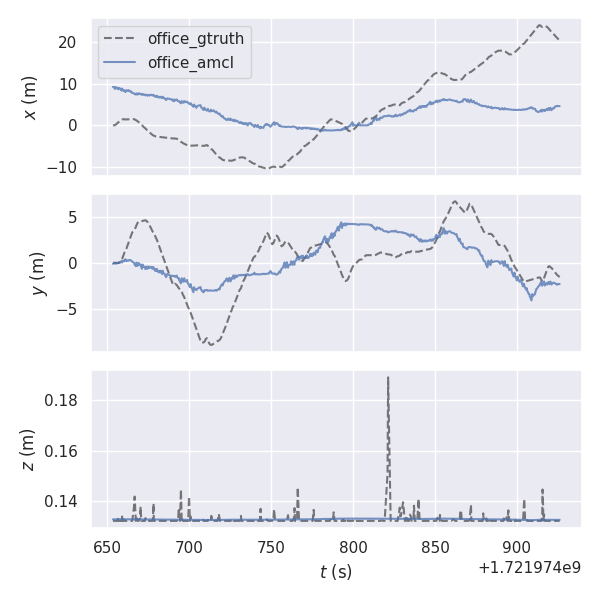 office_gtruth
office_amcl
x (m)
20
10
0
−10
y (m)
5
0
−5
z (m)
0.18
0.16
0.14
650 700 750 800 850 900
t (s)
+1.721974e9